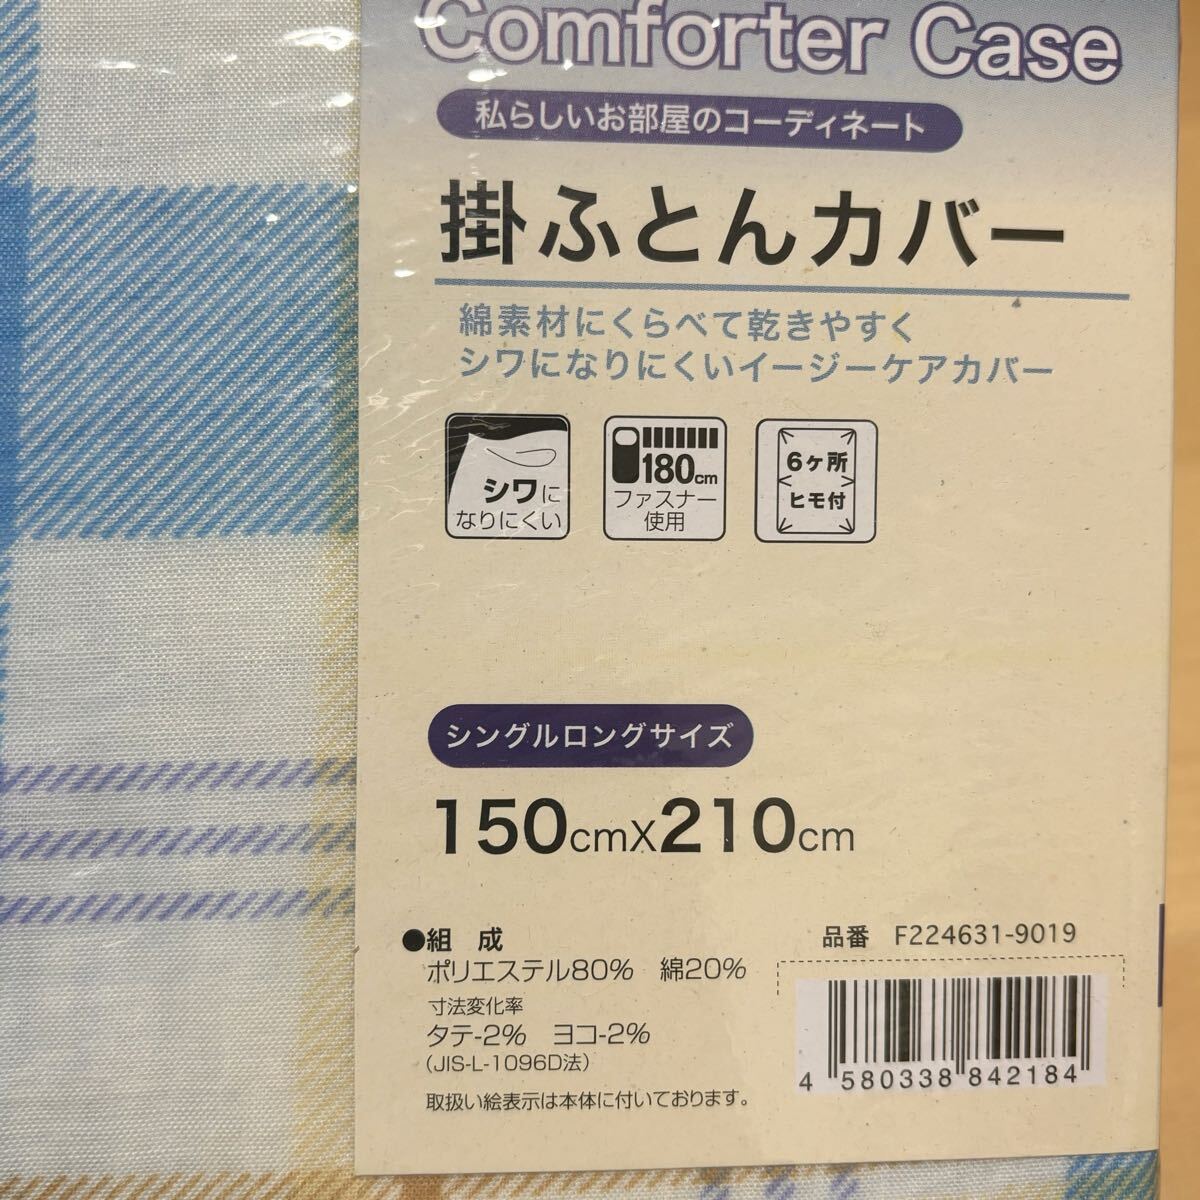 Comforter Case
私らしいお部屋のコーディネート
掛ふとんカバー
綿素材にくらべて乾きやすく
シワになりにくいイージーケアカバー
シワに
なりにくい
180cm
ファスナー
使用
6ヶ所
ヒモ付
シングルロングサイズ
150cmX210cm
●組 成
ポリエステル80% 綿20%
寸法変化率
タテ-2% ヨコ-2%
(JIS-L-1096D法)
取扱い絵表示は本体に付いております。
品番 F224631-9019
4 580338 842184